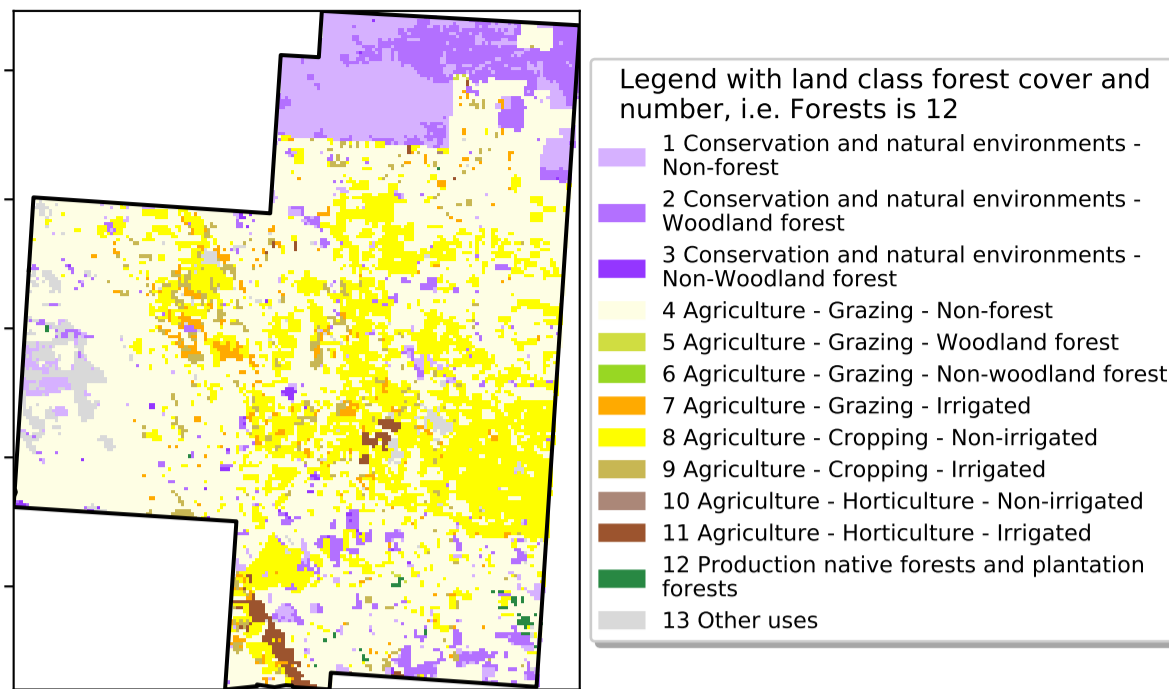 Legend with land class forest cover and
number, i.e. Forests is 12
1 Conservation and natural environments -
Non-forest
2 Conservation and natural environments -
Woodland forest
3 Conservation and natural environments -
Non-Woodland forest
4 Agriculture - Grazing - Non-forest
5 Agriculture - Grazing - Woodland forest
6 Agriculture - Grazing - Non-woodland forest
7 Agriculture - Grazing - Irrigated
8 Agriculture - Cropping - Non-irrigated
9 Agriculture - Cropping - Irrigated
10 Agriculture - Horticulture - Non-irrigated
11 Agriculture - Horticulture - Irrigated
12 Production native forests and plantation
forests
13 Other uses